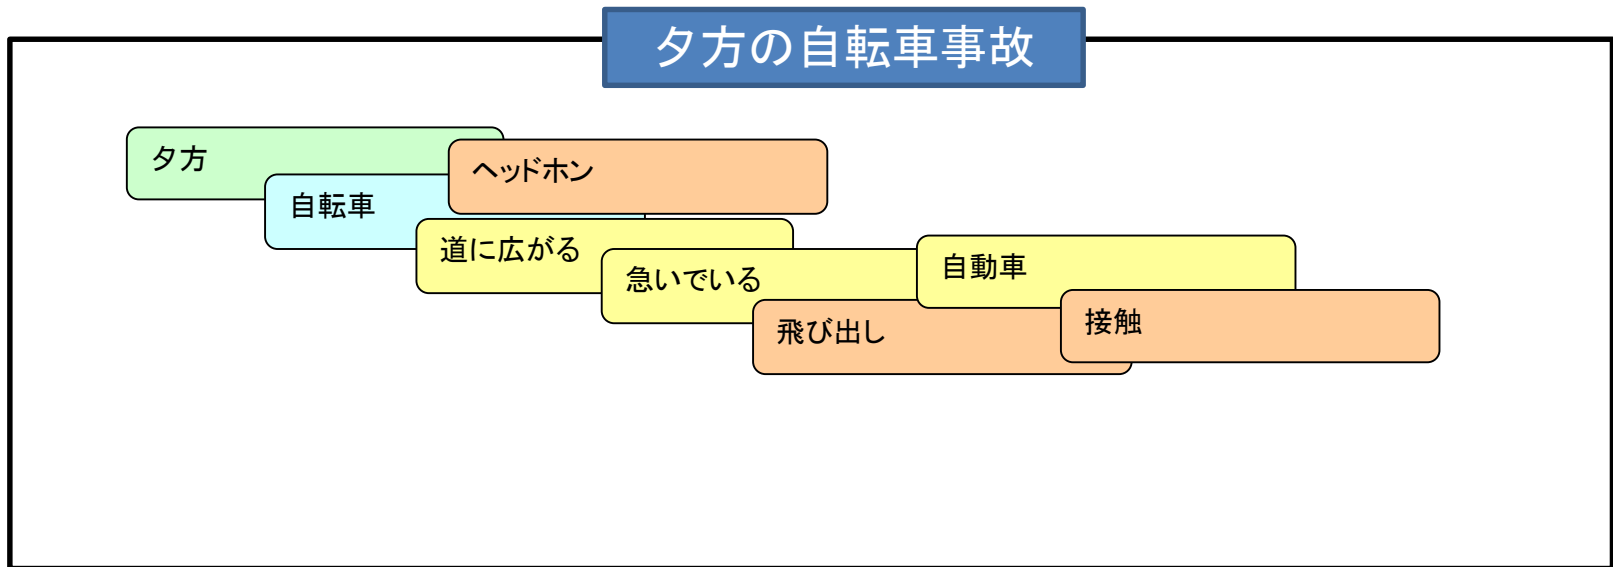 夕方の自転車事故
夕方
ヘッドホン
自転車
道に広がる
急いでいる
自動車
飛び出し
接触